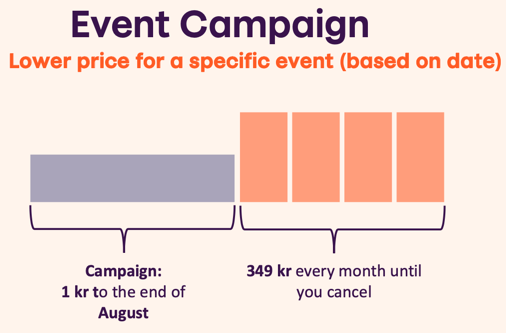 Event Campaign
Lower price for a specific event (based on date)
Campaign:
1 kr to the end of
August
349 kr every month until
you cancel